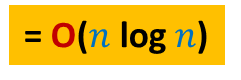 = O(n log n)